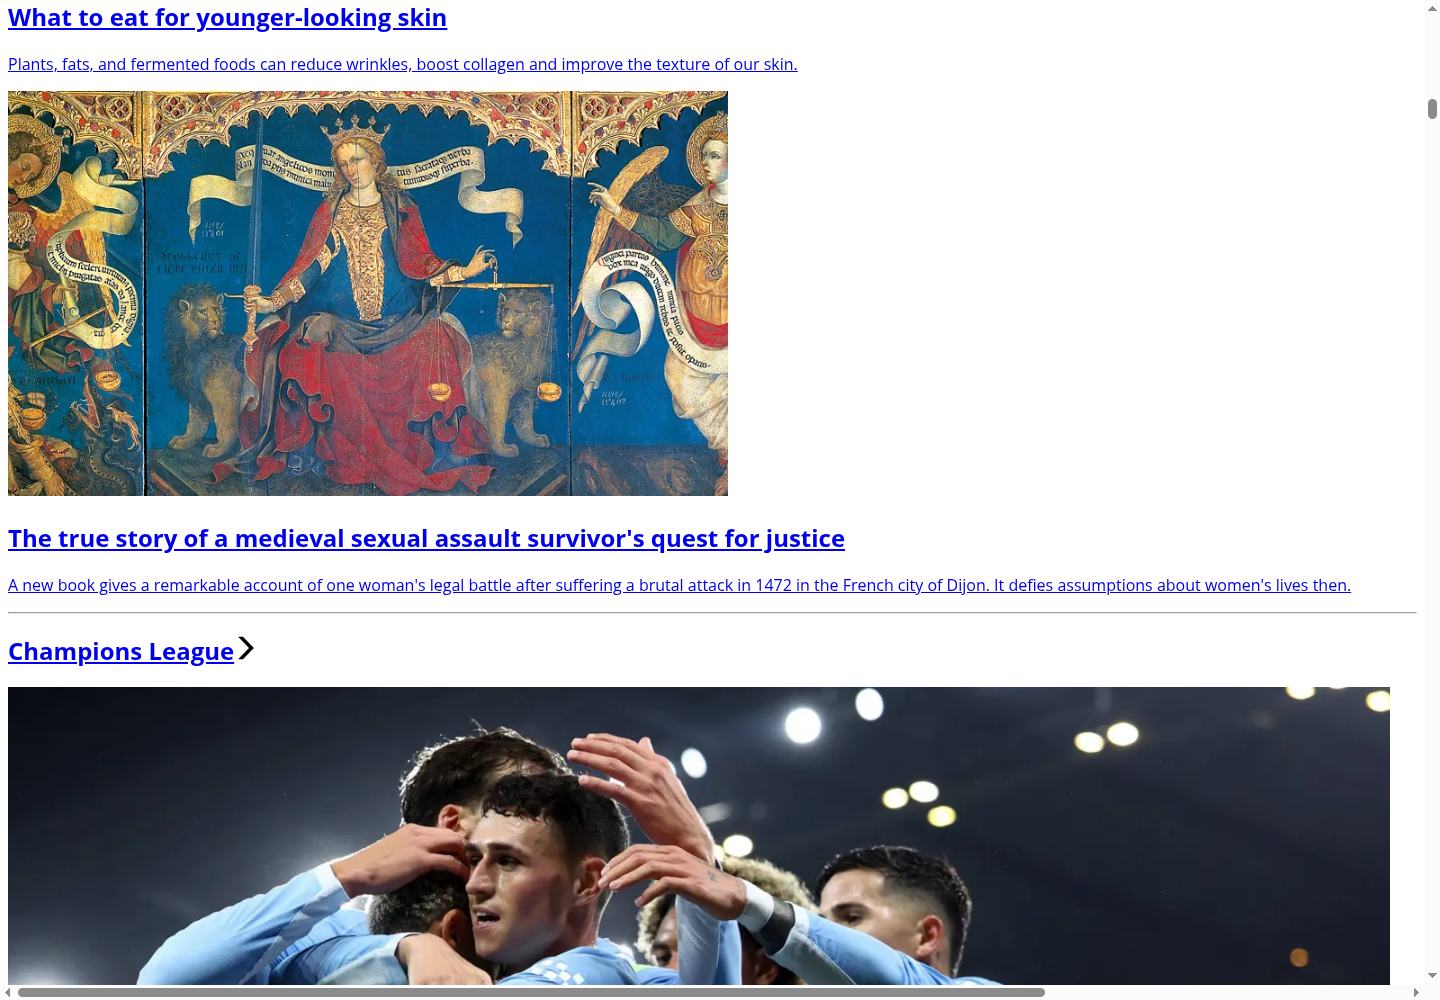 What to eat for younger-looking skin
Plants, fats, and fermented foods can reduce wrinkles, boost collagen and improve the texture of our skin.
The true story of a medieval sexual assault survivor's quest for justice
A new book gives a remarkable account of one woman's legal battle after suffering a brutal attack in 1472 in the French city of Dijon. It defies assumptions about women's lives then.
Champions League